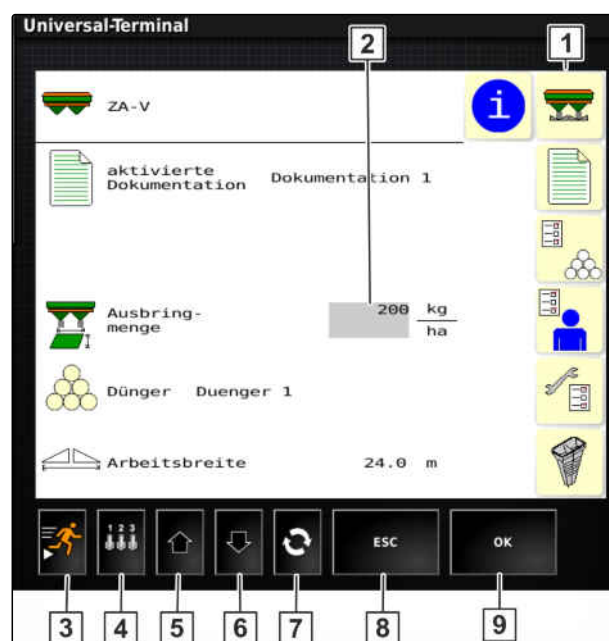 Universal-Terminal
2
1
ZA-V
i
aktivierte
Dokumentation Dokumentation 1
Ausbring-
menge
200 kg
ha
Dünger Duenger 1
Arbeitsbreite 24.0 m
1 2 3
ESC
OK
3
4
5
6
7
8
9